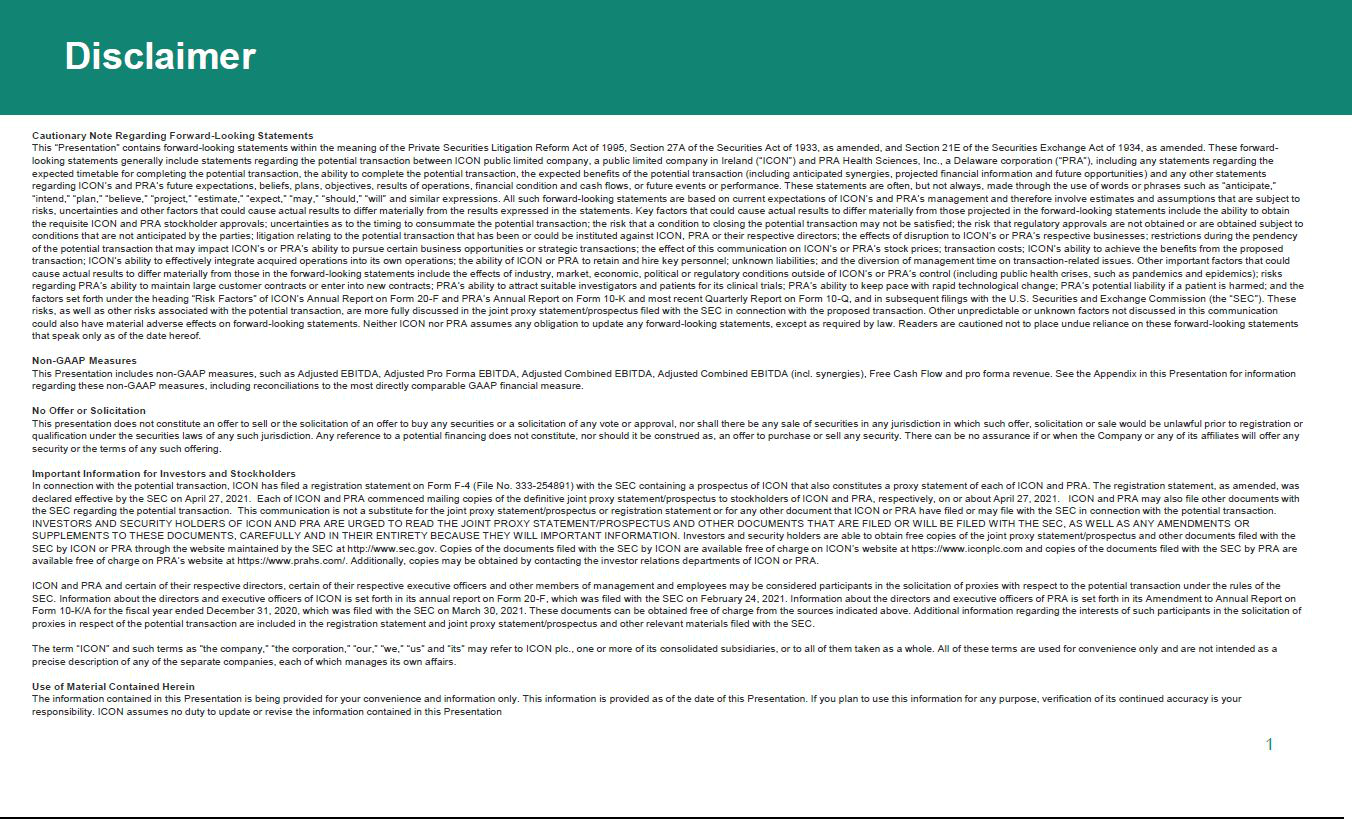 Disclaimer
Cautionary Note Regarding Forward-Looking Statements
This “Presentation” contains forward-looking statements within the meaning of the Private Securities Litigation Reform Act of 1995, Section 27A of the Securities Act of 1933, as amended, and Section 21E of the Securities Exchange Act of 1934, as amended. These forward-
looking statements generally include statements regarding the potential transaction between ICON public limited company, a public limited company in Ireland (“ICON”) and PRA Health Sciences, Inc., a Delaware corporation (“PRA”), including any statements regarding the
expected timetable for completing the potential transaction, the ability to complete the potential transaction, the expected benefits of the potential transaction (including anticipated synergies, projected financial information and future opportunities) and any other statements
regarding ICON’s and PRA’s future expectations, beliefs, plans, objectives, results of operations, financial condition and cash flows, or future events or performance. These statements are often, but not always, made through the use of words or phrases such as “anticipate,”
“intend,” “plan,” “believe,” “project,” “estimate,” “expect,” “may,” “should,” “will” and similar expressions. All such forward-looking statements are based on current expectations of ICON’s and PRA’s management and therefore involve estimates and assumptions that are subject to
risks, uncertainties and other factors that could cause actual results to differ materially from the results expressed in the statements. Key factors that could cause actual results to differ materially from those projected in the forward-looking statements include the ability to obtain
the requisite ICON and PRA stockholder approvals; uncertainties as to the timing to consummate the potential transaction; the risk that a condition to closing the potential transaction may not be satisfied; the risk that regulatory approvals are not obtained or are obtained subject to
conditions that are not anticipated by the parties; litigation relating to the potential transaction that has been or could be instituted against ICON, PRA or their respective directors; the effects of disruption to ICON’s or PRA’s respective businesses; restrictions during the pendency
of the potential transaction that may impact ICON’s or PRA’s ability to pursue certain business opportunities or strategic transactions; the effect of this communication on ICON’s or PRA’s stock prices; transaction costs; ICON’s ability to achieve the benefits from the proposed
transaction; ICON’s ability to effectively integrate acquired operations into its own operations; the ability of ICON or PRA to retain and hire key personnel; unknown liabilities; and the diversion of management time on transaction-related issues. Other important factors that could
cause actual results to differ materially from those in the forward-looking statements include the effects of industry, market, economic, political or regulatory conditions outside of ICON’s or PRA’s control (including public health crises, such as pandemics and epidemics); risks
regarding PRA’s ability to maintain large customer contracts or enter into new contracts; PRA’s ability to attract suitable investigators and patients for its clinical trials; PRA’s ability to keep pace with rapid technological change; PRA’s potential liability if a patient is harmed; and the
factors set forth under the heading “Risk Factors” of ICON’s Annual Report on Form 20-F and PRA’s Annual Report on Form 10-K and most recent Quarterly Report on Form 10-Q, and in subsequent filings with the U.S. Securities and Exchange Commission (the “SEC”). These
risks, as well as other risks associated with the potential transaction, are more fully discussed in the joint proxy statement/prospectus filed with the SEC in connection with the proposed transaction. Other unpredictable or unknown factors not discussed in this communication
could also have material adverse effects on forward-looking statements. Neither ICON nor PRA assumes any obligation to update any forward-looking statements, except as required by law. Readers are cautioned not to place undue reliance on these forward-looking statements
that speak only as of the date hereof.
Non-GAAP Measures
This Presentation includes non-GAAP measures, such as Adjusted EBITDA, Adjusted Pro Forma EBITDA, Adjusted Combined EBITDA, Adjusted Combined EBITDA (incl. synergies), Free Cash Flow and pro forma revenue. See the Appendix in this Presentation for information
regarding these non-GAAP measures, including reconciliations to the most directly comparable GAAP financial measure.
No Offer or Solicitation
This presentation does not constitute an offer to sell or the solicitation of an offer to buy any securities or a solicitation of any vote or approval, nor shall there be any sale of securities in any jurisdiction in which such offer, solicitation or sale would be unlawful prior to registration or
qualification under the securities laws of any such jurisdiction. Any reference to a potential financing does not constitute, nor should it be construed as, an offer to purchase or sell any security. There can be no assurance if or when the Company or any of its affiliates will offer any
security or the terms of any such offering.
Important Information for Investors and Stockholders
In connection with the potential transaction, ICON has filed a registration statement on Form F-4 (File No. 333-254891) with the SEC containing a prospectus of ICON that also constitutes a proxy statement of each of ICON and PRA. The registration statement, as amended, was
declared effective by the SEC on April 27, 2021. Each of ICON and PRA commenced mailing copies of the definitive joint proxy statement/prospectus to stockholders of ICON and PRA, respectively, on or about April 27, 2021. ICON and PRA may also file other documents with
the SEC regarding the potential transaction. This communication is not a substitute for the joint proxy statement/prospectus or registration statement or for any other document that ICON or PRA have filed or may file with the SEC in connection with the potential transaction.
INVESTORS AND SECURITY HOLDERS OF ICON AND PRA ARE URGED TO READ THE JOINT PROXY STATEMENT/PROSPECTUS AND OTHER DOCUMENTS THAT ARE FILED OR WILL BE FILED WITH THE SEC, AS WELL AS ANY AMENDMENTS OR
SUPPLEMENTS TO THESE DOCUMENTS, CAREFULLY AND IN THEIR ENTIRETY BECAUSE THEY WILL IMPORTANT INFORMATION. Investors and security holders are able to obtain free copies of the joint proxy statement/prospectus and other documents filed with the
SEC by ICON or PRA through the website maintained by the SEC at http://www.sec.gov. Copies of the documents filed with the SEC by ICON are available free of charge on ICON’s website at https://www.iconplc.com and copies of the documents filed with the SEC by PRA are
available free of charge on PRA’s website at https://www.prahs.com/. Additionally, copies may be obtained by contacting the investor relations departments of ICON or PRA.
ICON and PRA and certain of their respective directors, certain of their respective executive officers and other members of management and employees may be considered participants in the solicitation of proxies with respect to the potential transaction under the rules of the
SEC. Information about the directors and executive officers of ICON is set forth in its annual report on Form 20-F, which was filed with the SEC on February 24, 2021. Information about the directors and executive officers of PRA is set forth in its Amendment to Annual Report on
Form 10-K/A for the fiscal year ended December 31, 2020, which was filed with the SEC on March 30, 2021. These documents can be obtained free of charge from the sources indicated above. Additional information regarding the interests of such participants in the solicitation of
proxies in respect of the potential transaction are included in the registration statement and joint proxy statement/prospectus and other relevant materials filed with the SEC.
The term “ICON” and such terms as “the company,” “the corporation,” “our,” “we,” “us” and “its” may refer to ICON plc., one or more of its consolidated subsidiaries, or to all of them taken as a whole. All of these terms are used for convenience only and are not intended as a
precise description of any of the separate companies, each of which manages its own affairs.
Use of Material Contained Herein
The information contained in this Presentation is being provided for your convenience and information only. This information is provided as of the date of this Presentation. If you plan to use this information for any purpose, verification of its continued accuracy is your
responsibility. ICON assumes no duty to update or revise the information contained in this Presentation
1